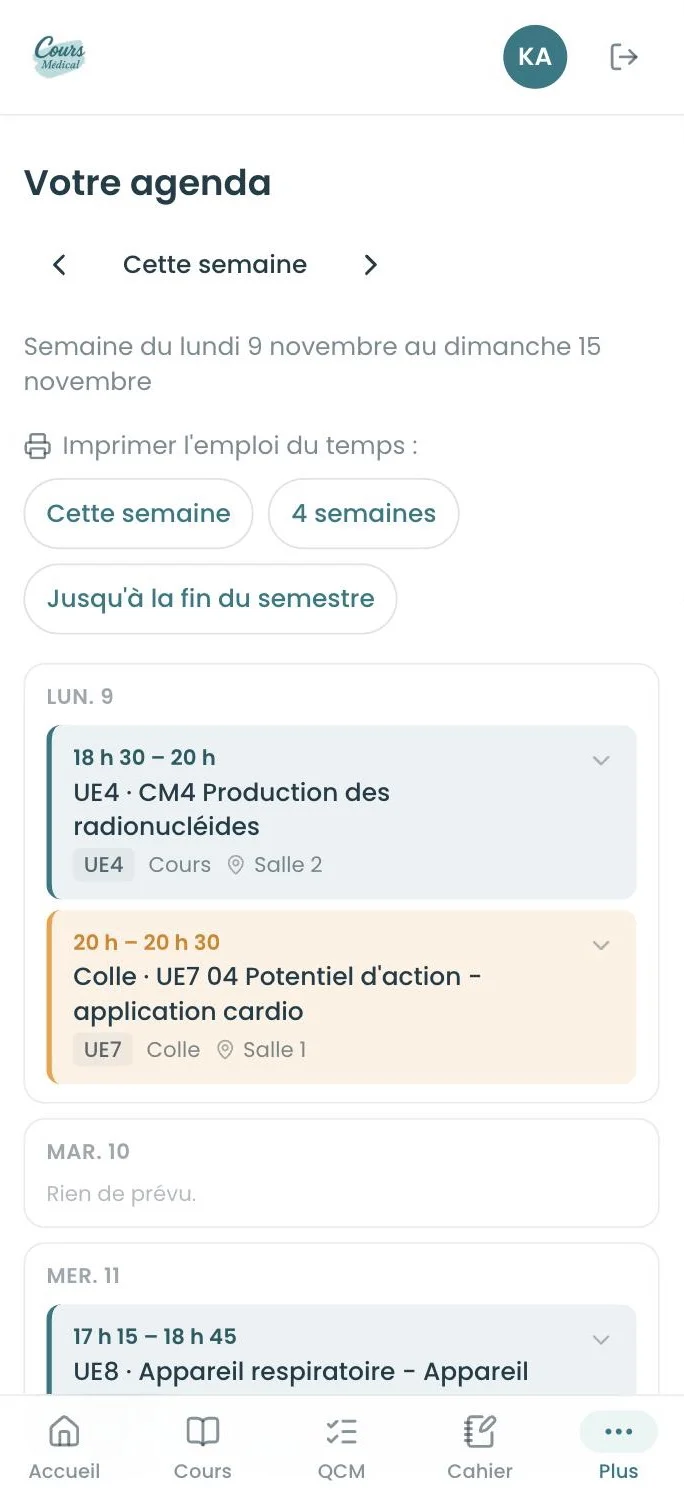 Cours
Médical
KA
Votre agenda
Cette semaine
Semaine du lundi 9 novembre au dimanche 15
novembre
Imprimer l'emploi du temps :
Cette semaine
4 semaines
Jusqu'à la fin du semestre
LUN. 9
18 h 30 – 20 h
UE4 · CM4 Production des
radionucléides
UE4 Cours Salle 2
20 h – 20 h 30
Colle · UE7 04 Potentiel d'action -
application cardio
UE7 Colle Salle 1
MAR. 10
Rien de prévu.
MER. 11
17 h 15 – 18 h 45
UE8 · Appareil respiratoire - Appareil
Accueil Cours QCM Cahier Plus